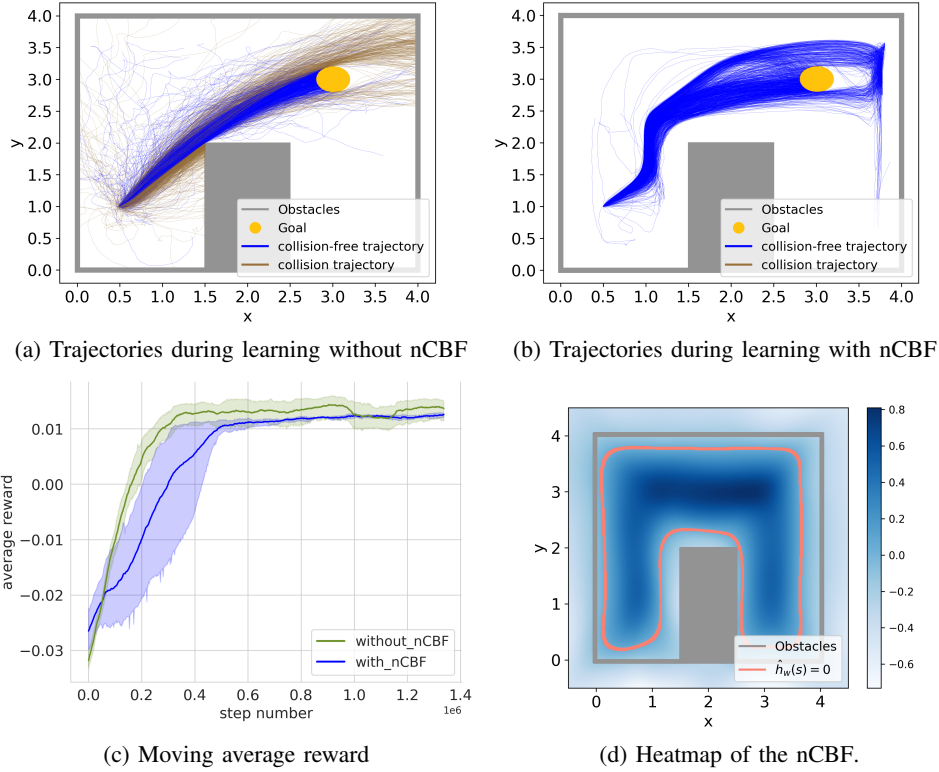 4.0
3.5
3.0
2.5
2.0
1.5
1.0
0.5
0.0
y
0.0 0.5 1.0 1.5 2.0 2.5 3.0 3.5 4.0
x
Obstacles
Goal
collision-free trajectory
collision trajectory
(a) Trajectories during learning without nCBF
4.0
3.5
3.0
2.5
2.0
1.5
1.0
0.5
0.0
y
0.0 0.5 1.0 1.5 2.0 2.5 3.0 3.5 4.0
x
Obstacles
Goal
collision-free trajectory
collision trajectory
(b) Trajectories during learning with nCBF
0.01
0.00
−0.01
−0.02
−0.03
average reward
without_nCBF
with_nCBF
0.0 0.2 0.4 0.6 0.8 1.0 1.2 1.4
step number
1e6
(c) Moving average reward
4
3
2
1
0
y
Obstacles
ĥ_w(s) = 0
0 1 2 3 4
x
0.8
0.6
0.4
0.2
0.0
−0.2
−0.4
−0.6
(d) Heatmap of the nCBF.